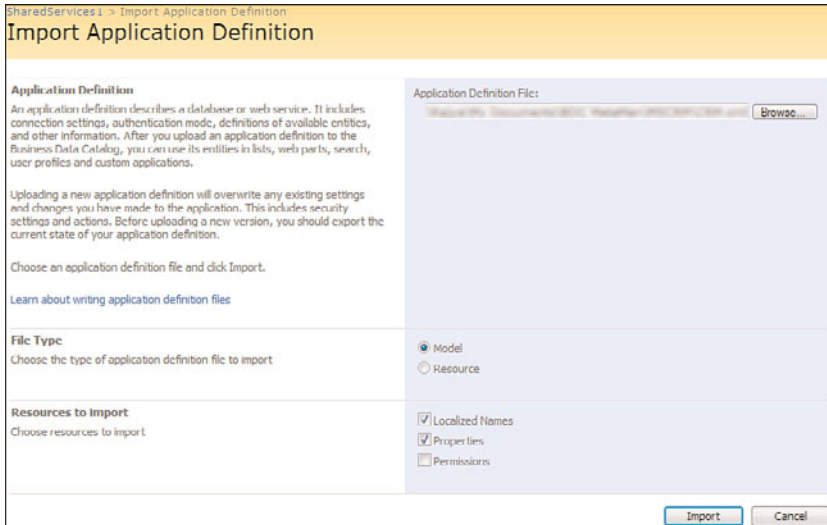 SharedServices1 > Import Application Definition
Import Application Definition
Application Definition
An application definition describes a database or web service. It includes
connection settings, authentication mode, definitions of available entities,
and other information. After you upload an application definition to the
Business Data Catalog, you can use its entities in lists, web parts, search,
user profiles and custom applications.
Uploading a new application definition will overwrite any existing settings
and changes you have made to the application. This includes security
settings and actions. Before uploading a new version, you should export the
current state of your application definition.
Choose an application definition file and click Import.
Learn about writing application definition files
Application Definition File:
Browse...
File Type
Choose the type of application definition file to import
Model
Resource
Resources to import
Choose resources to import
Localized Names
Properties
Permissions
Import
Cancel